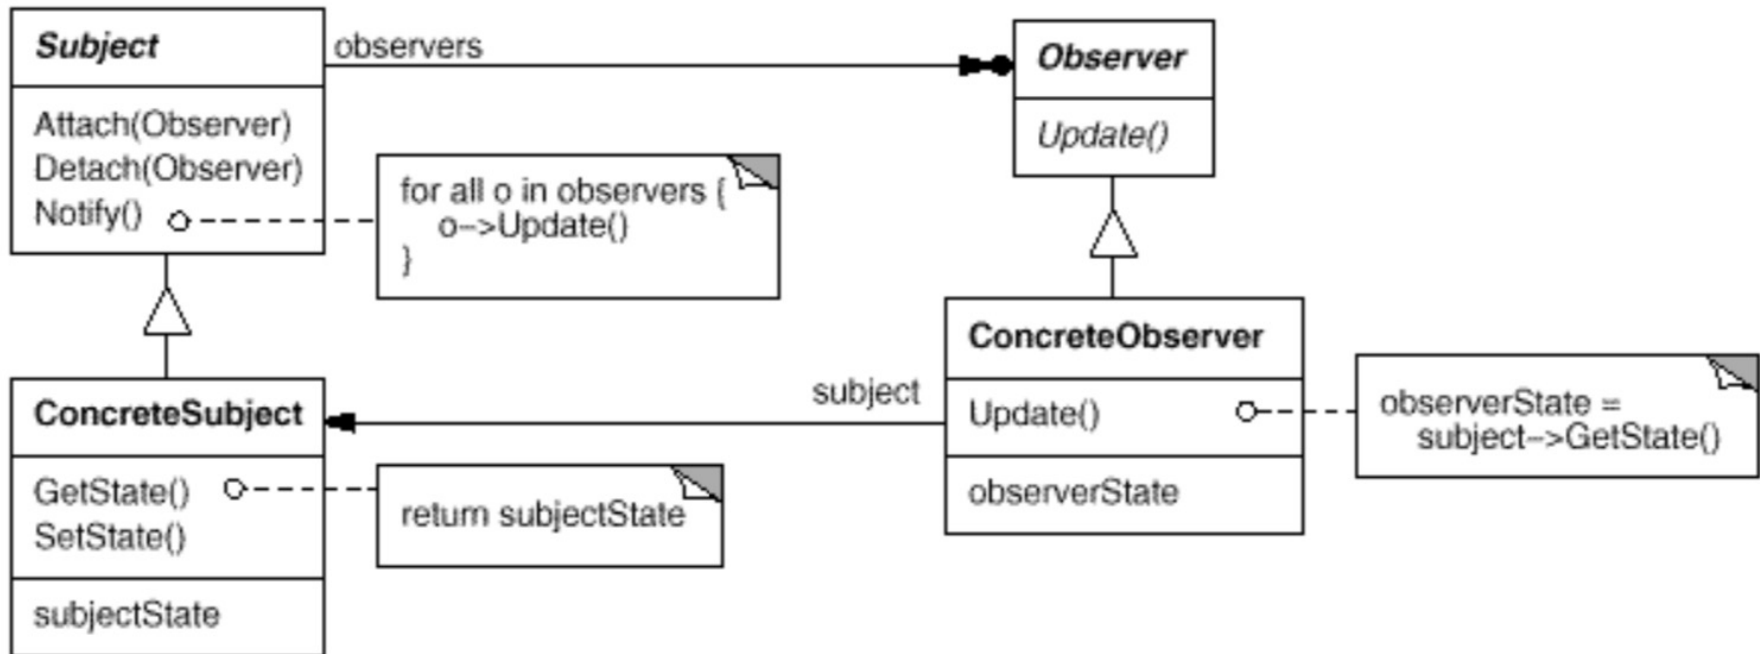 Subject
Attach(Observer)
Detach(Observer)
Notify()
observers
Observer
Update()
for all o in observers {
o->Update()
}
ConcreteSubject
GetState()
SetState()
subjectState
return subjectState
subject
ConcreteObserver
Update()
observerState
observerState =
subject->GetState()